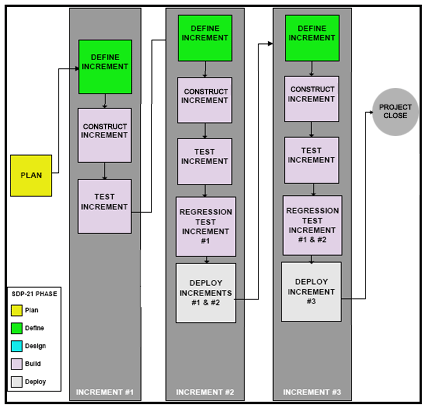 PLAN
DEFINE
INCREMENT
CONSTRUCT
INCREMENT
TEST
INCREMENT
INCREMENT #1
DEFINE
INCREMENT
CONSTRUCT
INCREMENT
TEST
INCREMENT
REGRESSION
TEST
INCREMENT
#1
DEPLOY
INCREMENTS
#1 & #2
INCREMENT #2
DEFINE
INCREMENT
CONSTRUCT
INCREMENT
TEST
INCREMENT
REGRESSION
TEST
INCREMENT
#1 & #2
DEPLOY
INCREMENT
#3
INCREMENT #3
PROJECT
CLOSE
SDP-21 PHASE
Plan
Define
Design
Build
Deploy